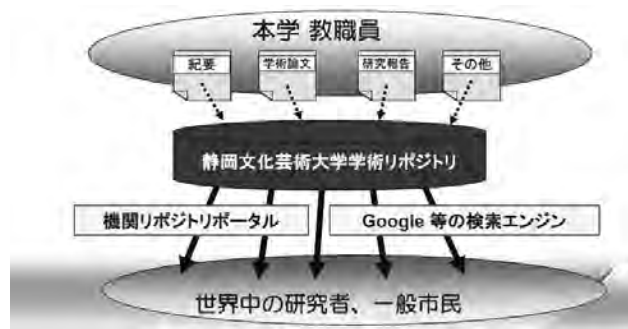 本学 教職員
紀要
学術論文
研究報告
その他
静岡文化芸術大学学術リポジトリ
機関リポジトリポータル
Google 等の検索エンジン
世界中の研究者、一般市民